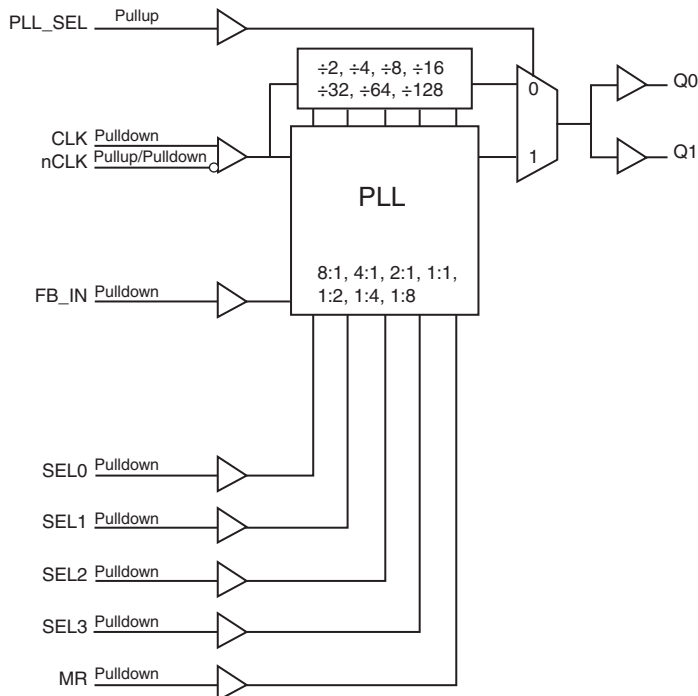 PLL_SEL Pullup
÷2, ÷4, ÷8, ÷16
÷32, ÷64, ÷128
0
1
Q0
Q1
CLK Pulldown
nCLK Pullup/Pulldown
PLL
8:1, 4:1, 2:1, 1:1,
1:2, 1:4, 1:8
FB_IN Pulldown
SEL0 Pulldown
SEL1 Pulldown
SEL2 Pulldown
SEL3 Pulldown
MR Pulldown